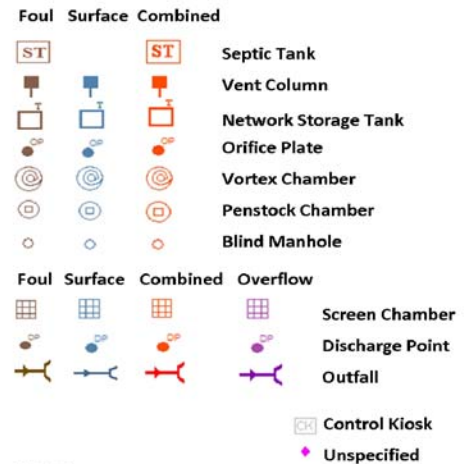 Foul Surface Combined
ST ST Septic Tank
Vent Column
T T T Network Storage Tank
OP OP OP Orifice Plate
Vortex Chamber
Penstock Chamber
Blind Manhole
Foul Surface Combined Overflow
Screen Chamber
DP DP DP DP Discharge Point
Outfall
CK Control Kiosk
Unspecified